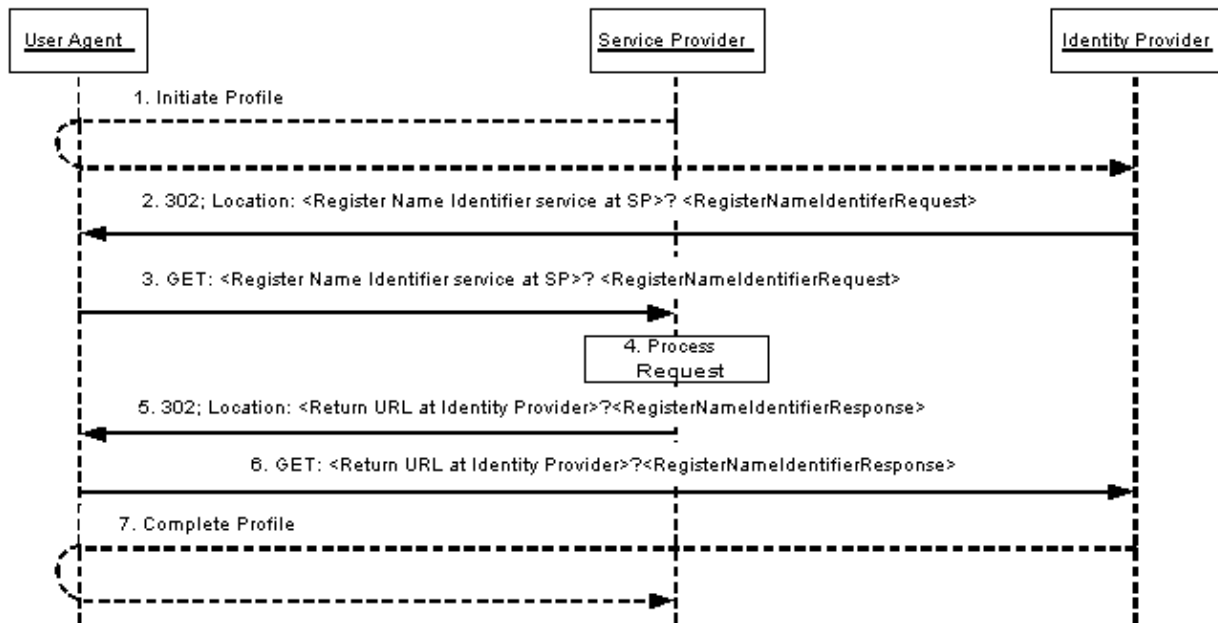 User Agent
Service Provider
Identity Provider
1. Initiate Profile
2. 302; Location: <Register Name Identifier service at SP>? <RegisterNameIdentiferRequest>
3. GET: <Register Name Identifier service at SP>? <RegisterNameIdentifierRequest>
4. Process
Request
5. 302; Location: <Return URL at Identity Provider>?<RegisterNameIdentifierResponse>
6. GET: <Return URL at Identity Provider>?<RegisterNameIdentifierResponse>
7. Complete Profile